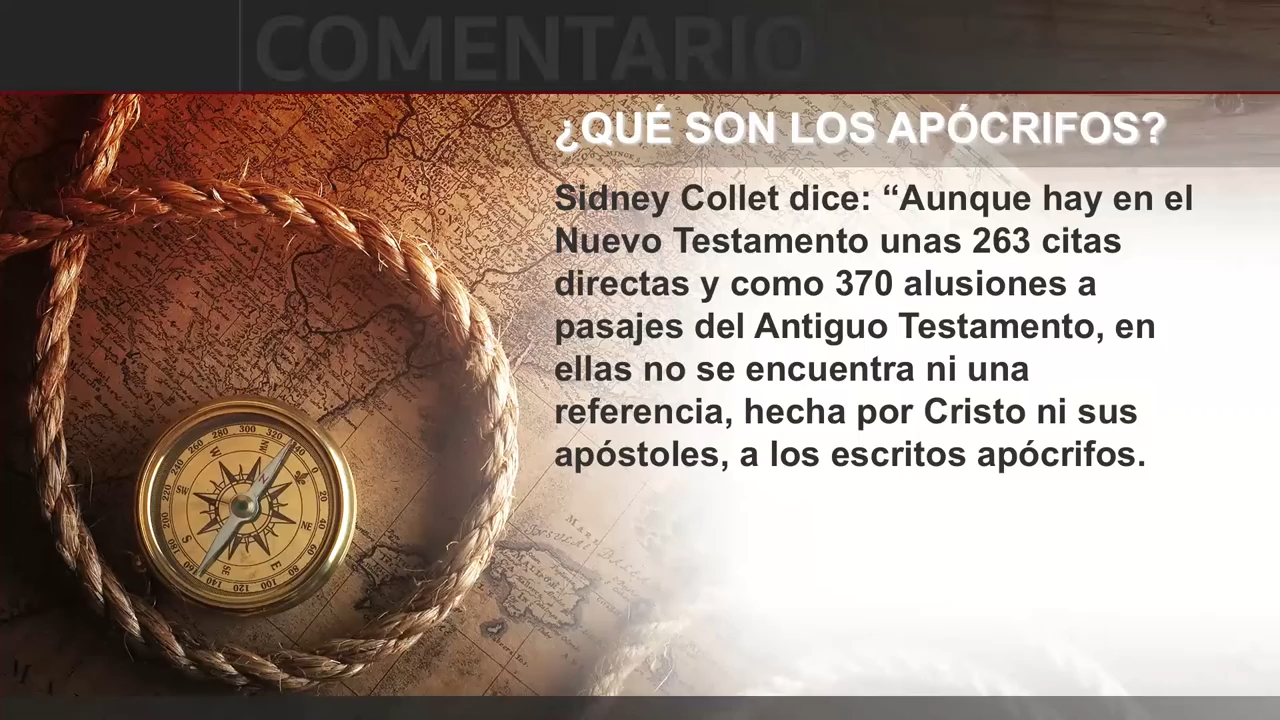 COMENTARIO
¿QUÉ SON LOS APÓCRIFOS?
Sidney Collet dice: “Aunque hay en el
Nuevo Testamento unas 263 citas
directas y como 370 alusiones a
pasajes del Antiguo Testamento, en
ellas no se encuentra ni una
referencia, hecha por Cristo ni sus
apóstoles, a los escritos apócrifos.